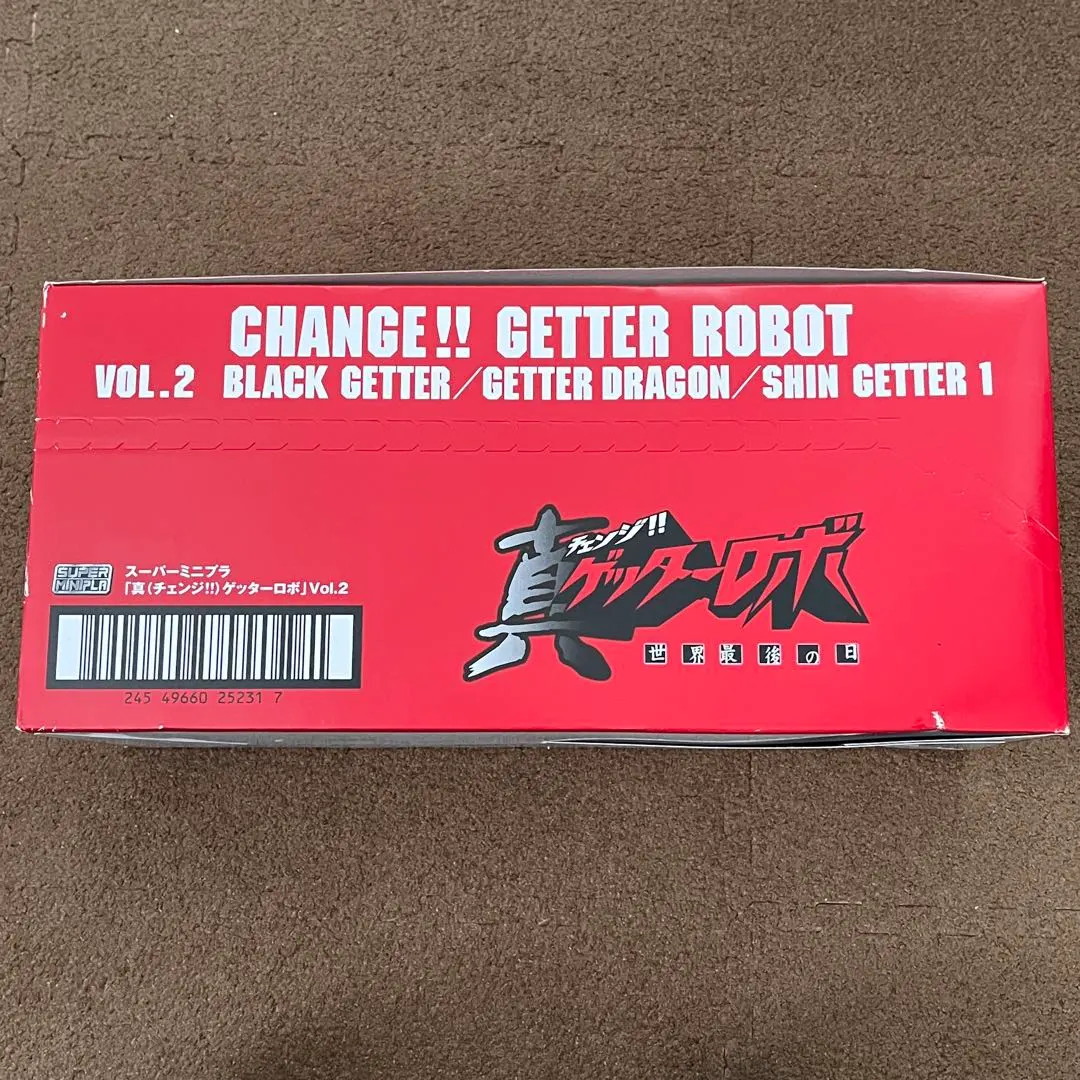 CHANGE!! GETTER ROBOT
VOL.2 BLACK GETTER/GETTER DRAGON/SHIN GETTER 1
真 チェンジ!! ゲッターロボ
世界最後の日
SUPER MINIPLA
スーパーミニプラ
「真(チェンジ!!)ゲッターロボ」Vol.2
245 49660 25231 7